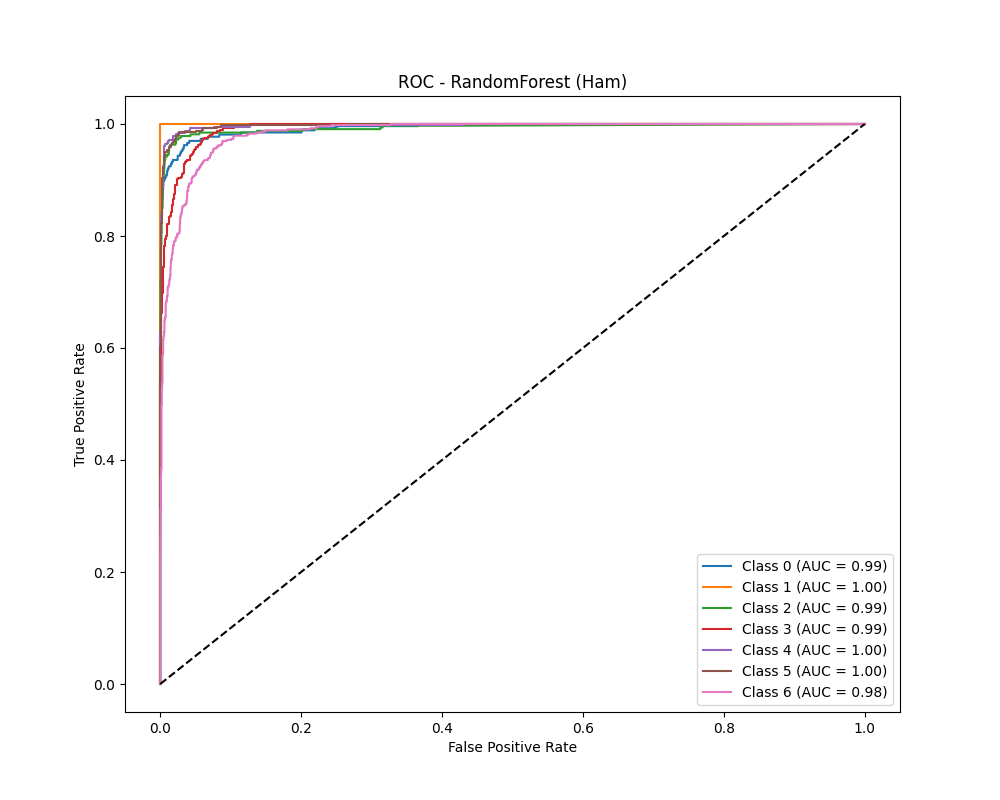 ROC - RandomForest (Ham)
True Positive Rate
1.0
0.8
0.6
0.4
0.2
0.0
Class 0 (AUC = 0.99)
Class 1 (AUC = 1.00)
Class 2 (AUC = 0.99)
Class 3 (AUC = 0.99)
Class 4 (AUC = 1.00)
Class 5 (AUC = 1.00)
Class 6 (AUC = 0.98)
0.0 0.2 0.4 0.6 0.8 1.0
False Positive Rate